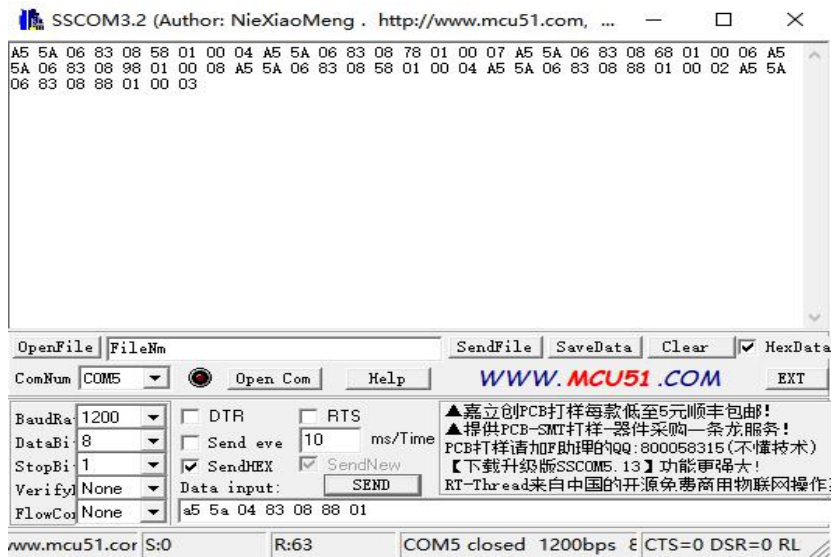 SSCOM3.2 (Author: NieXiaoMeng . http://www.mcu51.com, ...
A5 5A 06 83 08 58 01 00 04 A5 5A 06 83 08 78 01 00 07 A5 5A 06 83 08 68 01 00 06 A5
5A 06 83 08 98 01 00 08 A5 5A 06 83 08 58 01 00 04 A5 5A 06 83 08 88 01 00 02 A5 5A
06 83 08 88 01 00 03
OpenFile FileNm SendFile SaveData Clear HexData
ComNum COM5 Open Com Help WWW.MCU51.COM EXT
BaudRa 1200 DTR RTS
DataBi 8 Send eve 10 ms/Time
StopBi 1 SendHEX SendNew
Verify None Data input: SEND
FlowCo None a5 5a 04 83 08 88 01
▲嘉立创PCB打样每款低至5元顺丰包邮!
▲提供PCB-SMT打样-器件采购一条龙服务!
PCB打样请加F助理的QQ:800058315(不懂技术)
【下载升级版SSCOM5.13】功能更强大!
RT-Thread来自中国的开源免费商用物联网操作
www.mcu51.cor S:0 R:63 COM5 closed 1200bps CTS=0 DSR=0 RL